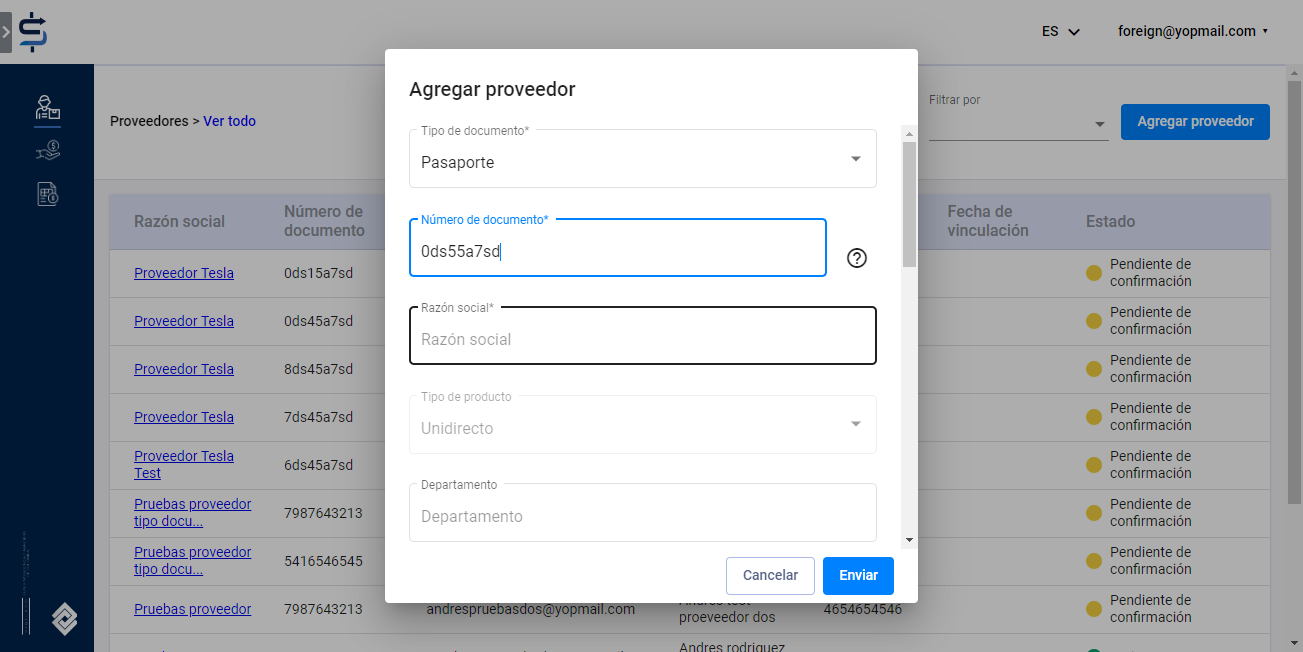 ES
foreign@yopmail.com
Proveedores > Ver todo
Filtrar por
Agregar proveedor
Agregar proveedor
Tipo de documento*
Pasaporte
Número de documento*
0ds55a7sd
Razón social*
Razón social
Tipo de producto
Unidirecto
Departamento
Departamento
Cancelar
Enviar
Razón social
Número de
documento
Fecha de
vinculación
Estado
Proveedor Tesla
0ds15a7sd
Pendiente de
confirmación
Proveedor Tesla
0ds45a7sd
Pendiente de
confirmación
Proveedor Tesla
8ds45a7sd
Pendiente de
confirmación
Proveedor Tesla
7ds45a7sd
Pendiente de
confirmación
Proveedor Tesla
Test
6ds45a7sd
Pendiente de
confirmación
Pruebas proveedor
tipo docu...
7987643213
Pendiente de
confirmación
Pruebas proveedor
tipo docu...
5416546545
Pendiente de
confirmación
Pruebas proveedor
7987643213
andrespruebasdos@yopmail.com
proeveedor dos
4654654546
Pendiente de
confirmación
Andres rodriguez